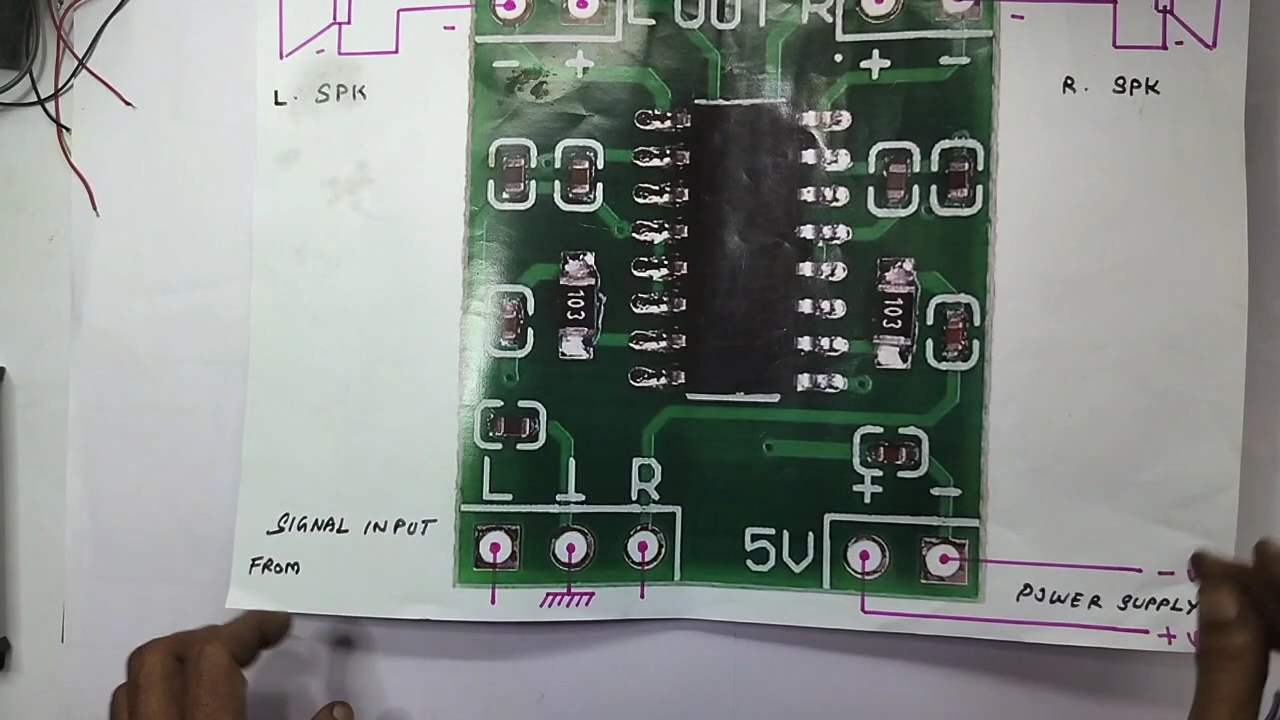 L OUT R
- + + -
- -
L. SPK
R. SPK
103
103
L ⊥ R
+ -
SIGNAL INPUT
FROM
5V
-
POWER SUPPLY
+